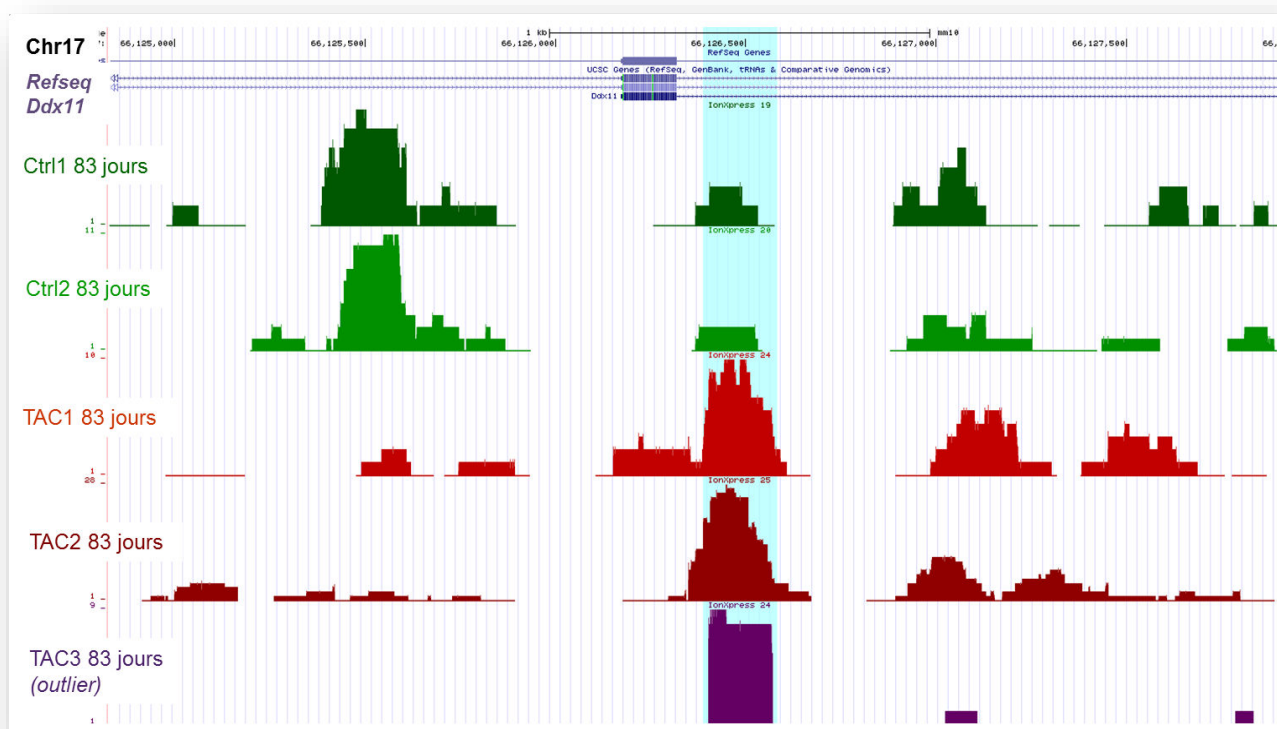 Chr17
1 kb
mm10
66,125,000
66,125,500
66,126,000
66,126,500
66,127,000
66,127,500
66,
RefSeq Genes
UCSC Genes (RefSeq, GenBank, tRNAs & Comparative Genomics)
Refseq
Ddx11
Ddx11
IonXpress 19
Ctrl1 83 jours
1
IonXpress 20
11
Ctrl2 83 jours
1
IonXpress 24
10
TAC1 83 jours
1
IonXpress 25
TAC2 83 jours
1
IonXpress 24
9
TAC3 83 jours
(outlier)
1